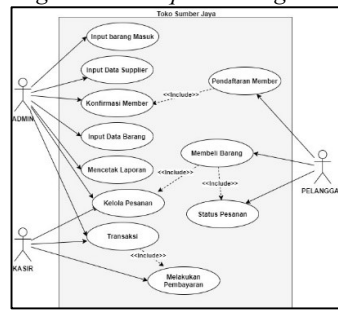 Toko Sumber Jaya
Input barang Masuk
Input Data Supplier
Pendaftaran Member
<<Include>>
Konfirmasi Member
ADMIN
Input Data Barang
Membeli Barang
<<Include>>
Mencetak Laporan
<<Include>>
PELANGGA
Kelola Pesanan
Status Pesanan
Transaksi
<<Include>>
KASIR
Melakukan
Pembayaran